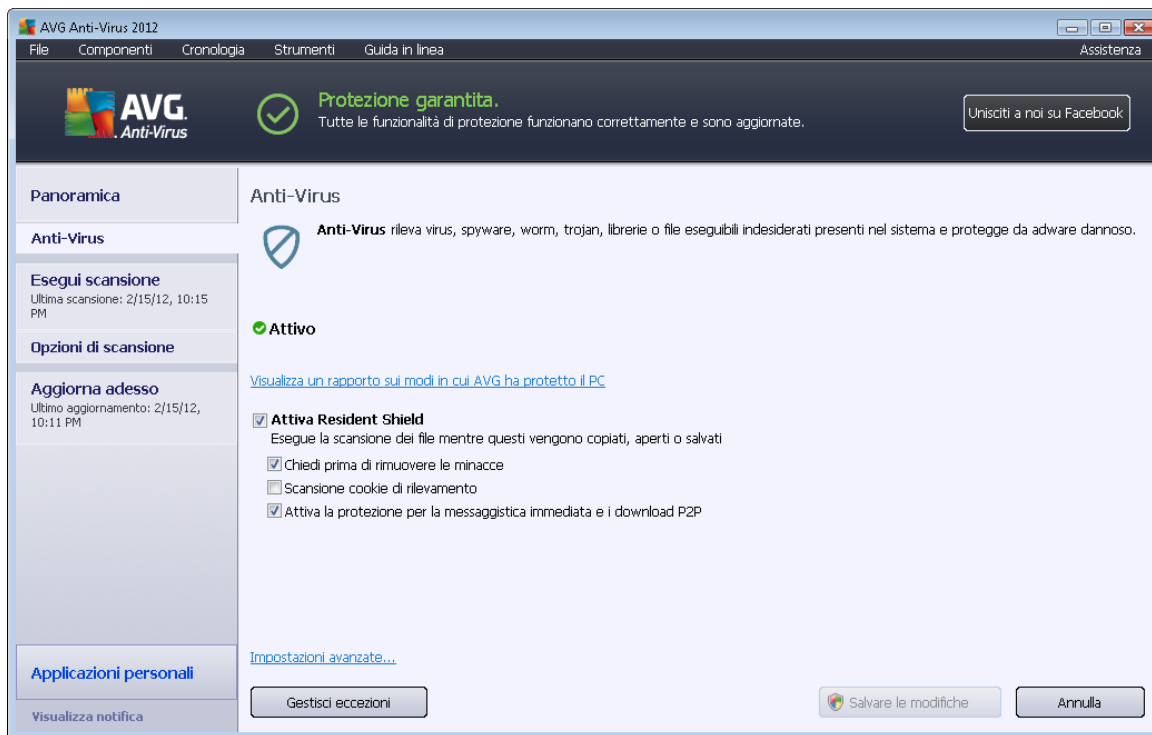 AVG Anti-Virus 2012
File Componenti Cronologia Strumenti Guida in linea Assistenza
AVG.
Anti-Virus
Protezione garantita.
Tutte le funzionalità di protezione funzionano correttamente e sono aggiornate.
Unisciti a noi su Facebook
Panoramica
Anti-Virus
Esegui scansione
Ultima scansione: 2/15/12, 10:15
PM
Opzioni di scansione
Aggiorna adesso
Ultimo aggiornamento: 2/15/12,
10:11 PM
Applicazioni personali
Visualizza notifica
Anti-Virus
Anti-Virus rileva virus, spyware, worm, trojan, librerie o file eseguibili indesiderati presenti nel sistema e protegge da adware dannoso.
Attivo
Visualizza un rapporto sui modi in cui AVG ha protetto il PC
Attiva Resident Shield
Esegue la scansione dei file mentre questi vengono copiati, aperti o salvati
Chiedi prima di rimuovere le minacce
Scansione cookie di rilevamento
Attiva la protezione per la messaggistica immediata e i download P2P
Impostazioni avanzate...
Gestisci eccezioni
Salvare le modifiche
Annulla